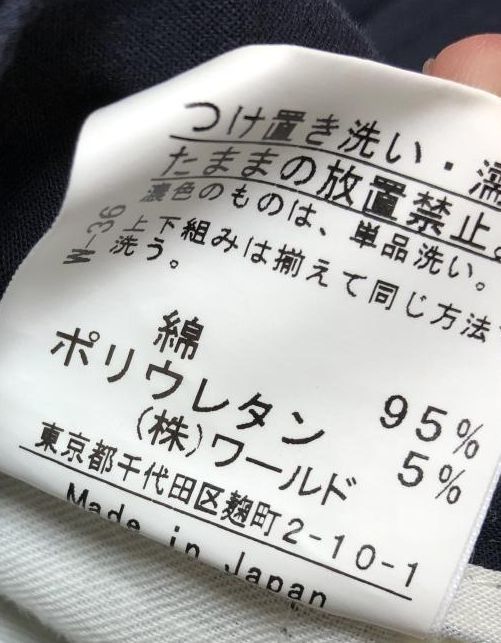 つけ置き洗い・濡
たままの放置禁止。
濃色のものは、単品洗い。
上下組みは揃えて同じ方法で
洗う。
W-36
綿 95%
ポリウレタン 5%
(株)ワールド
東京都千代田区麹町2-10-1
Made in Japan